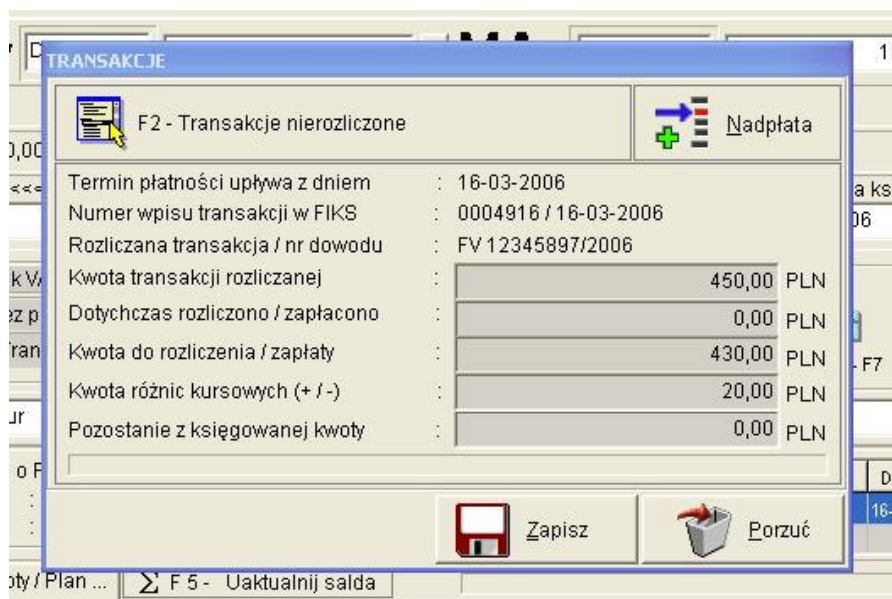 TRANSAKCJE
F2 - Transakcje nierozliczone
Nadpłata
Termin płatności upływa z dniem : 16-03-2006
Numer wpisu transakcji w FIKS : 0004916 / 16-03-2006
Rozliczana transakcja / nr dowodu : FV 12345897/2006
Kwota transakcji rozliczanej : 450,00 PLN
Dotychczas rozliczono / zapłacono : 0,00 PLN
Kwota do rozliczenia / zapłaty : 430,00 PLN
Kwota różnic kursowych (+ / -) : 20,00 PLN
Pozostanie z księgowanej kwoty : 0,00 PLN
- F7
Zapisz
Porzuć
/ Plan ...
Σ F 5 - Uaktualnij salda